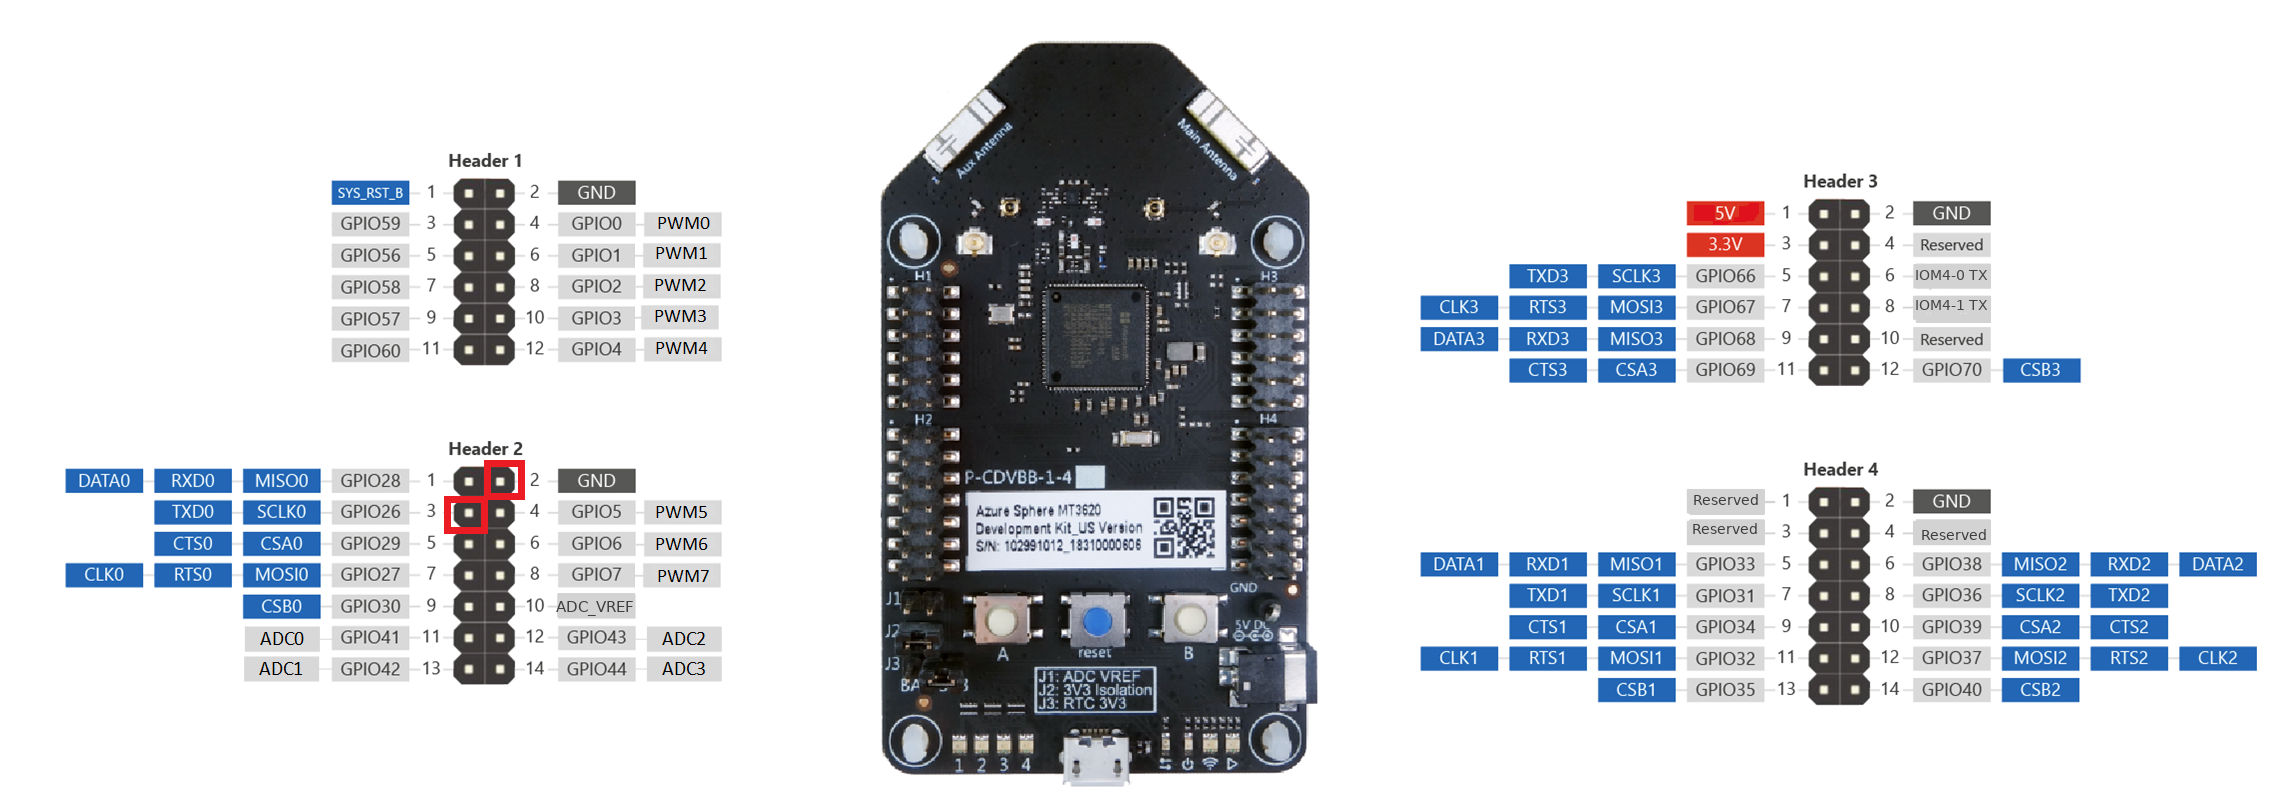 Header 1
SYS_RST_B 1 2 GND
GPIO59 3 4 GPIO0 PWM0
GPIO56 5 6 GPIO1 PWM1
GPIO58 7 8 GPIO2 PWM2
GPIO57 9 10 GPIO3 PWM3
GPIO60 11 12 GPIO4 PWM4
Header 2
DATA0 RXD0 MISO0 GPIO28 1 2 GND
TXD0 SCLK0 GPIO26 3 4 GPIO5 PWM5
CTS0 CSA0 GPIO29 5 6 GPIO6 PWM6
CLK0 RTS0 MOSI0 GPIO27 7 8 GPIO7 PWM7
CSB0 GPIO30 9 10 ADC_VREF
ADC0 GPIO41 11 12 GPIO43 ADC2
ADC1 GPIO42 13 14 GPIO44 ADC3
Aux Antenna
Main Antenna
H1
H3
H2
H4
P-CDVBB-1-4
Azure Sphere MT3620
Development Kit_US Version
S/N: 102991012_18310000606
GND
J1
J2
J3
5V DC
A
reset
B
J1: ADC VREF
J2: 3V3 Isolation
J3: RTC 3V3
1 2 3 4
Header 3
5V 1 2 GND
3.3V 3 4 Reserved
TXD3 SCLK3 GPIO66 5 6 IOM4-0 TX
CLK3 RTS3 MOSI3 GPIO67 7 8 IOM4-1 TX
DATA3 RXD3 MISO3 GPIO68 9 10 Reserved
CTS3 CSA3 GPIO69 11 12 GPIO70 CSB3
Header 4
Reserved 1 2 GND
Reserved 3 4 Reserved
DATA1 RXD1 MISO1 GPIO33 5 6 GPIO38 MISO2 RXD2 DATA2
TXD1 SCLK1 GPIO31 7 8 GPIO36 SCLK2 TXD2
CTS1 CSA1 GPIO34 9 10 GPIO39 CSA2 CTS2
CLK1 RTS1 MOSI1 GPIO32 11 12 GPIO37 MOSI2 RTS2 CLK2
CSB1 GPIO35 13 14 GPIO40 CSB2